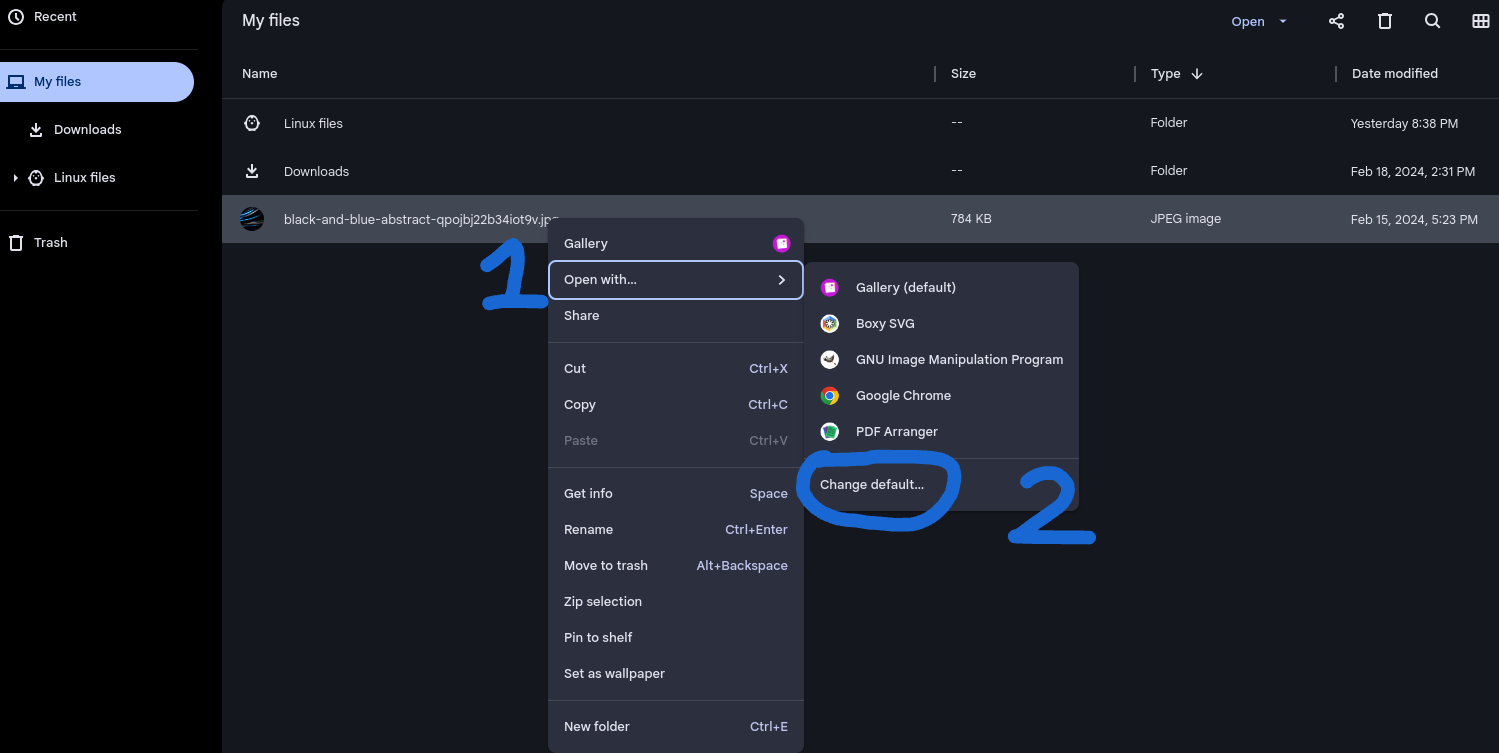 Recent
My files
Downloads
Linux files
Trash
My files
Open
Name Size Type Date modified
Linux files -- Folder Yesterday 8:38 PM
Downloads -- Folder Feb 18, 2024, 2:31 PM
black-and-blue-abstract-qpojbj22b34iot9v.jpg 784 KB JPEG image Feb 15, 2024, 5:23 PM
1
Gallery
Open with...
Share
Cut Ctrl+X
Copy Ctrl+C
Paste Ctrl+V
Get info Space
Rename Ctrl+Enter
Move to trash Alt+Backspace
Zip selection
Pin to shelf
Set as wallpaper
New folder Ctrl+E
Gallery (default)
Boxy SVG
GNU Image Manipulation Program
Google Chrome
PDF Arranger
Change default...
2